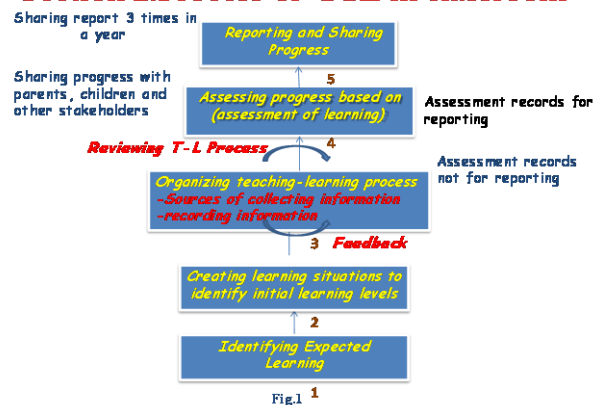 Sharing report 3 times in
a year
Reporting and Sharing
Progress
5
Sharing progress with
parents, children and
other stakeholders
Assessing progress based on
(assessment of learning)
Assessment records for
reporting
4
Reviewing T-L Process
Assessment records
not for reporting
Organizing teaching-learning process
-Sources of collecting information
-recording information
3 Feedback
Creating learning situations to
identify initial learning levels
2
Identifying Expected
Learning
1
Fig.1